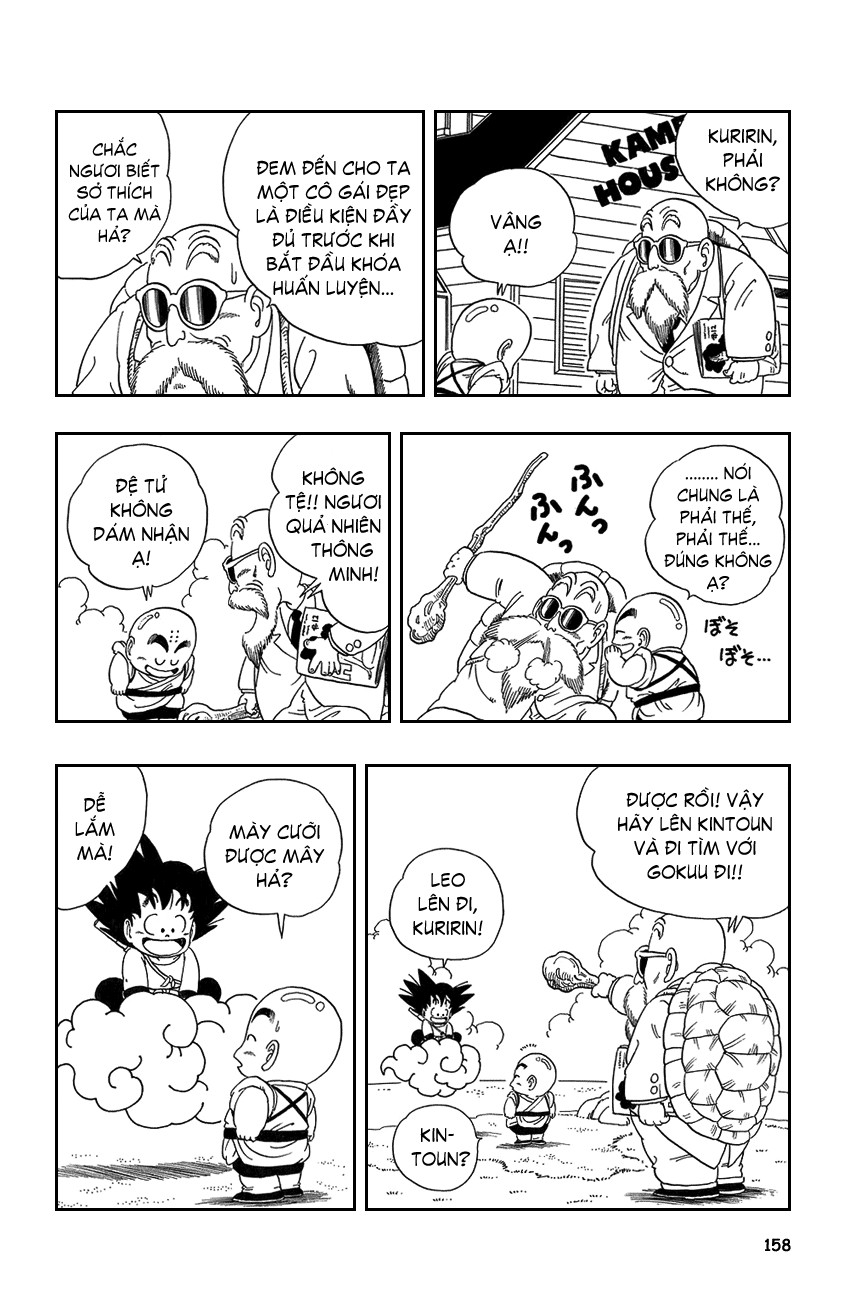 KURIRIN,
PHẢI
KHÔNG?
KAME
HOUS
VÂNG
Ạ!!
ĐEM ĐẾN CHO TA
MỘT CÔ GÁI ĐẸP
LÀ ĐIỀU KIỆN ĐẦY
ĐỦ TRƯỚC KHI
BẮT ĐẦU KHÓA
HUẤN LUYỆN...
CHẮC
NGƯƠI BIẾT
SỞ THÍCH
CỦA TA MÀ
HẢ?
........ NÓI
CHUNG LÀ
PHẢI THẾ,
PHẢI THẾ...
ĐÚNG KHÔNG
Ạ?
ふんっ
ふんっ
ぼそ
ぼそ...
KHÔNG
TỆ!! NGƯƠI
QUẢ NHIÊN
THÔNG
MINH!
ĐỆ TỬ
KHÔNG
DÁM NHẬN
Ạ!
ĐƯỢC RỒI! VẬY
HÃY LÊN KINTOUN
VÀ ĐI TÌM VỚI
GOKUU ĐI!!
LEO
LÊN ĐI,
KURIRIN!
KIN-
TOUN?
MÀY CƯỠI
ĐƯỢC MÂY
HẢ?
DỄ
LẮM
MÀ!
158